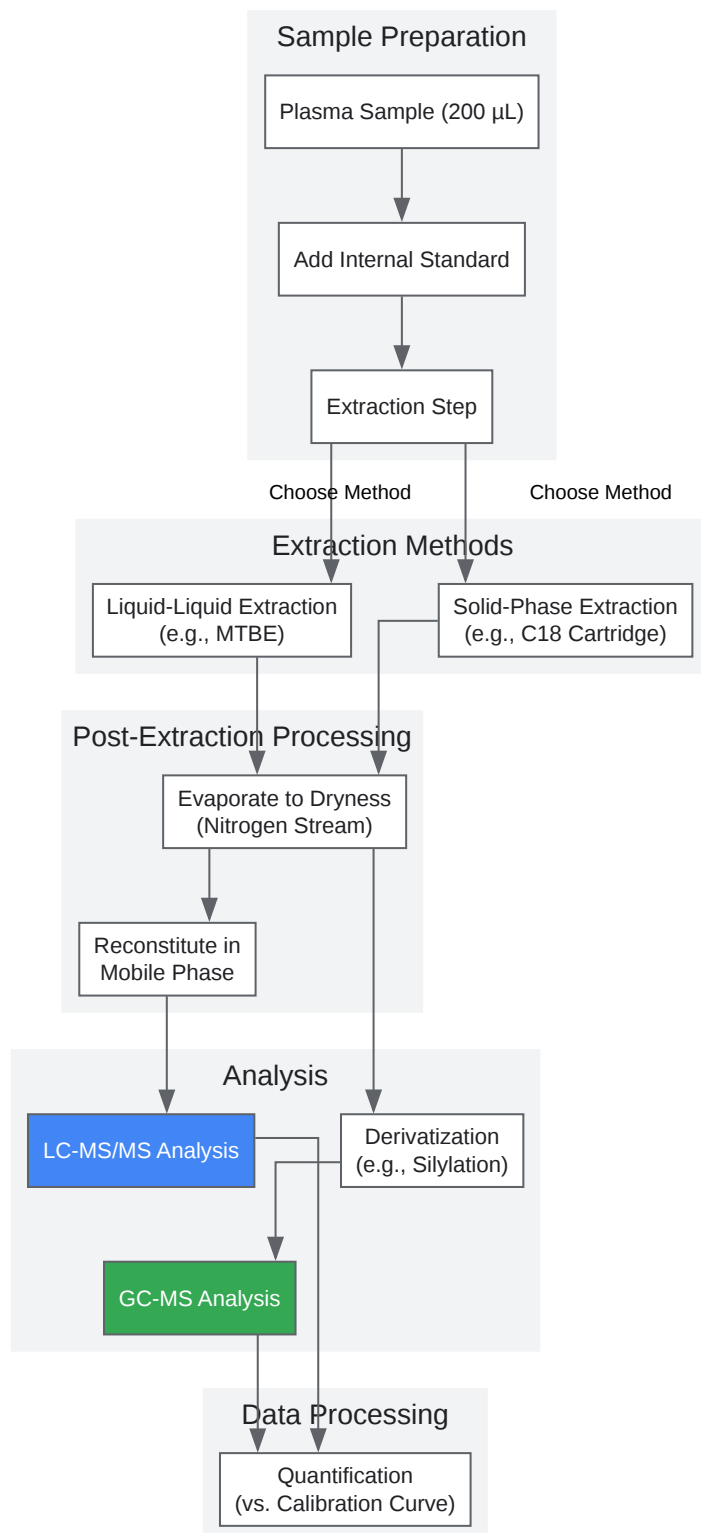 Sample Preparation
Plasma Sample (200 µL)
Add Internal Standard
Extraction Step
Choose Method
Choose Method
Extraction Methods
Liquid-Liquid Extraction
(e.g., MTBE)
Solid-Phase Extraction
(e.g., C18 Cartridge)
Post-Extraction Processing
Evaporate to Dryness
(Nitrogen Stream)
Reconstitute in
Mobile Phase
Analysis
LC-MS/MS Analysis
Derivatization
(e.g., Silylation)
GC-MS Analysis
Data Processing
Quantification
(vs. Calibration Curve)